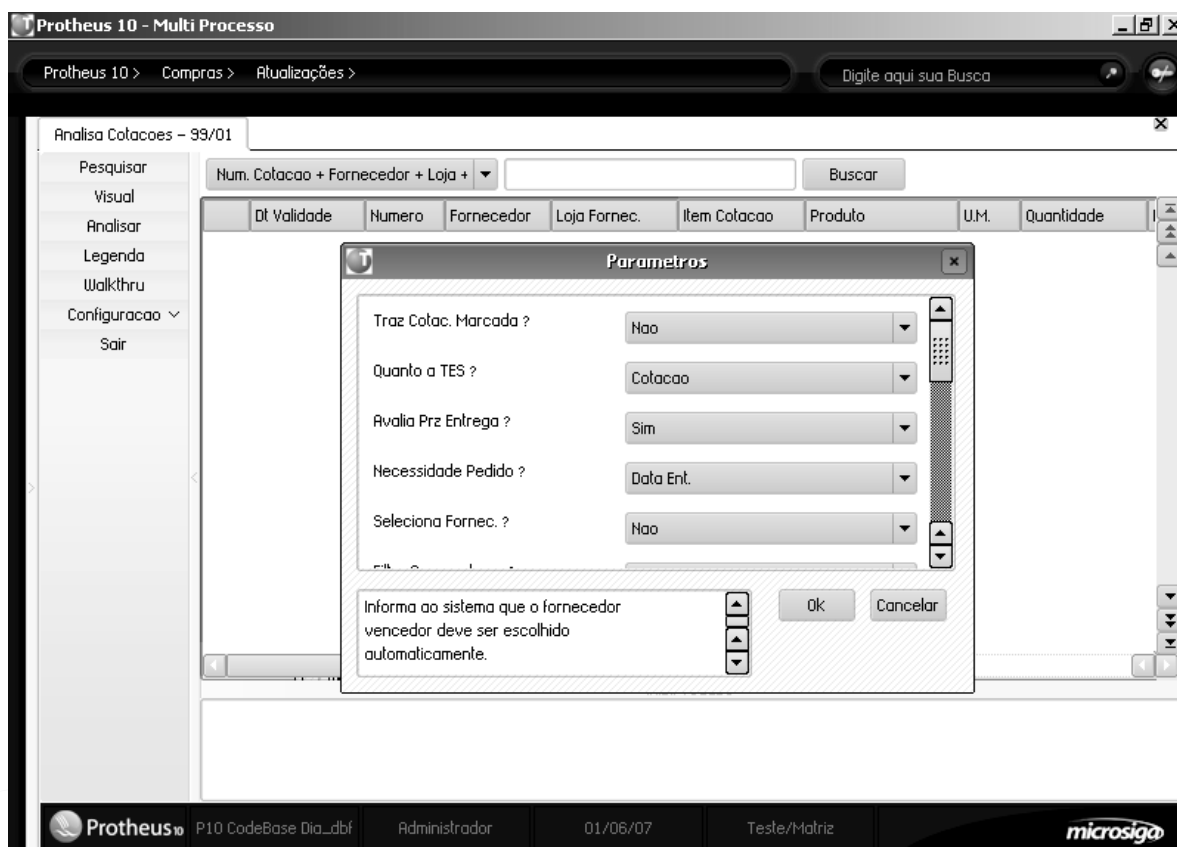 Protheus 10 - Multi Processo
Protheus 10 > Compras > Atualizações >
Digite aqui sua Busca
Analisa Cotacoes – 99/01
Pesquisar
Visual
Analisar
Legenda
Walkthru
Configuracao
Sair
Num. Cotacao + Fornecedor + Loja +
Buscar
Dt Validade Numero Fornecedor Loja Fornec. Item Cotacao Produto U.M. Quantidade
Parametros
Traz Cotac. Marcada ? Nao
Quanto a TES ? Cotacao
Avalia Prz Entrega ? Sim
Necessidade Pedido ? Data Ent.
Seleciona Fornec. ? Nao
Informa ao sistema que o fornecedor
vencedor deve ser escolhido
automaticamente.
Ok Cancelar
Protheus 10 P10 CodeBase Dia_dbf Administrador 01/06/07 Teste/Matriz microsiga